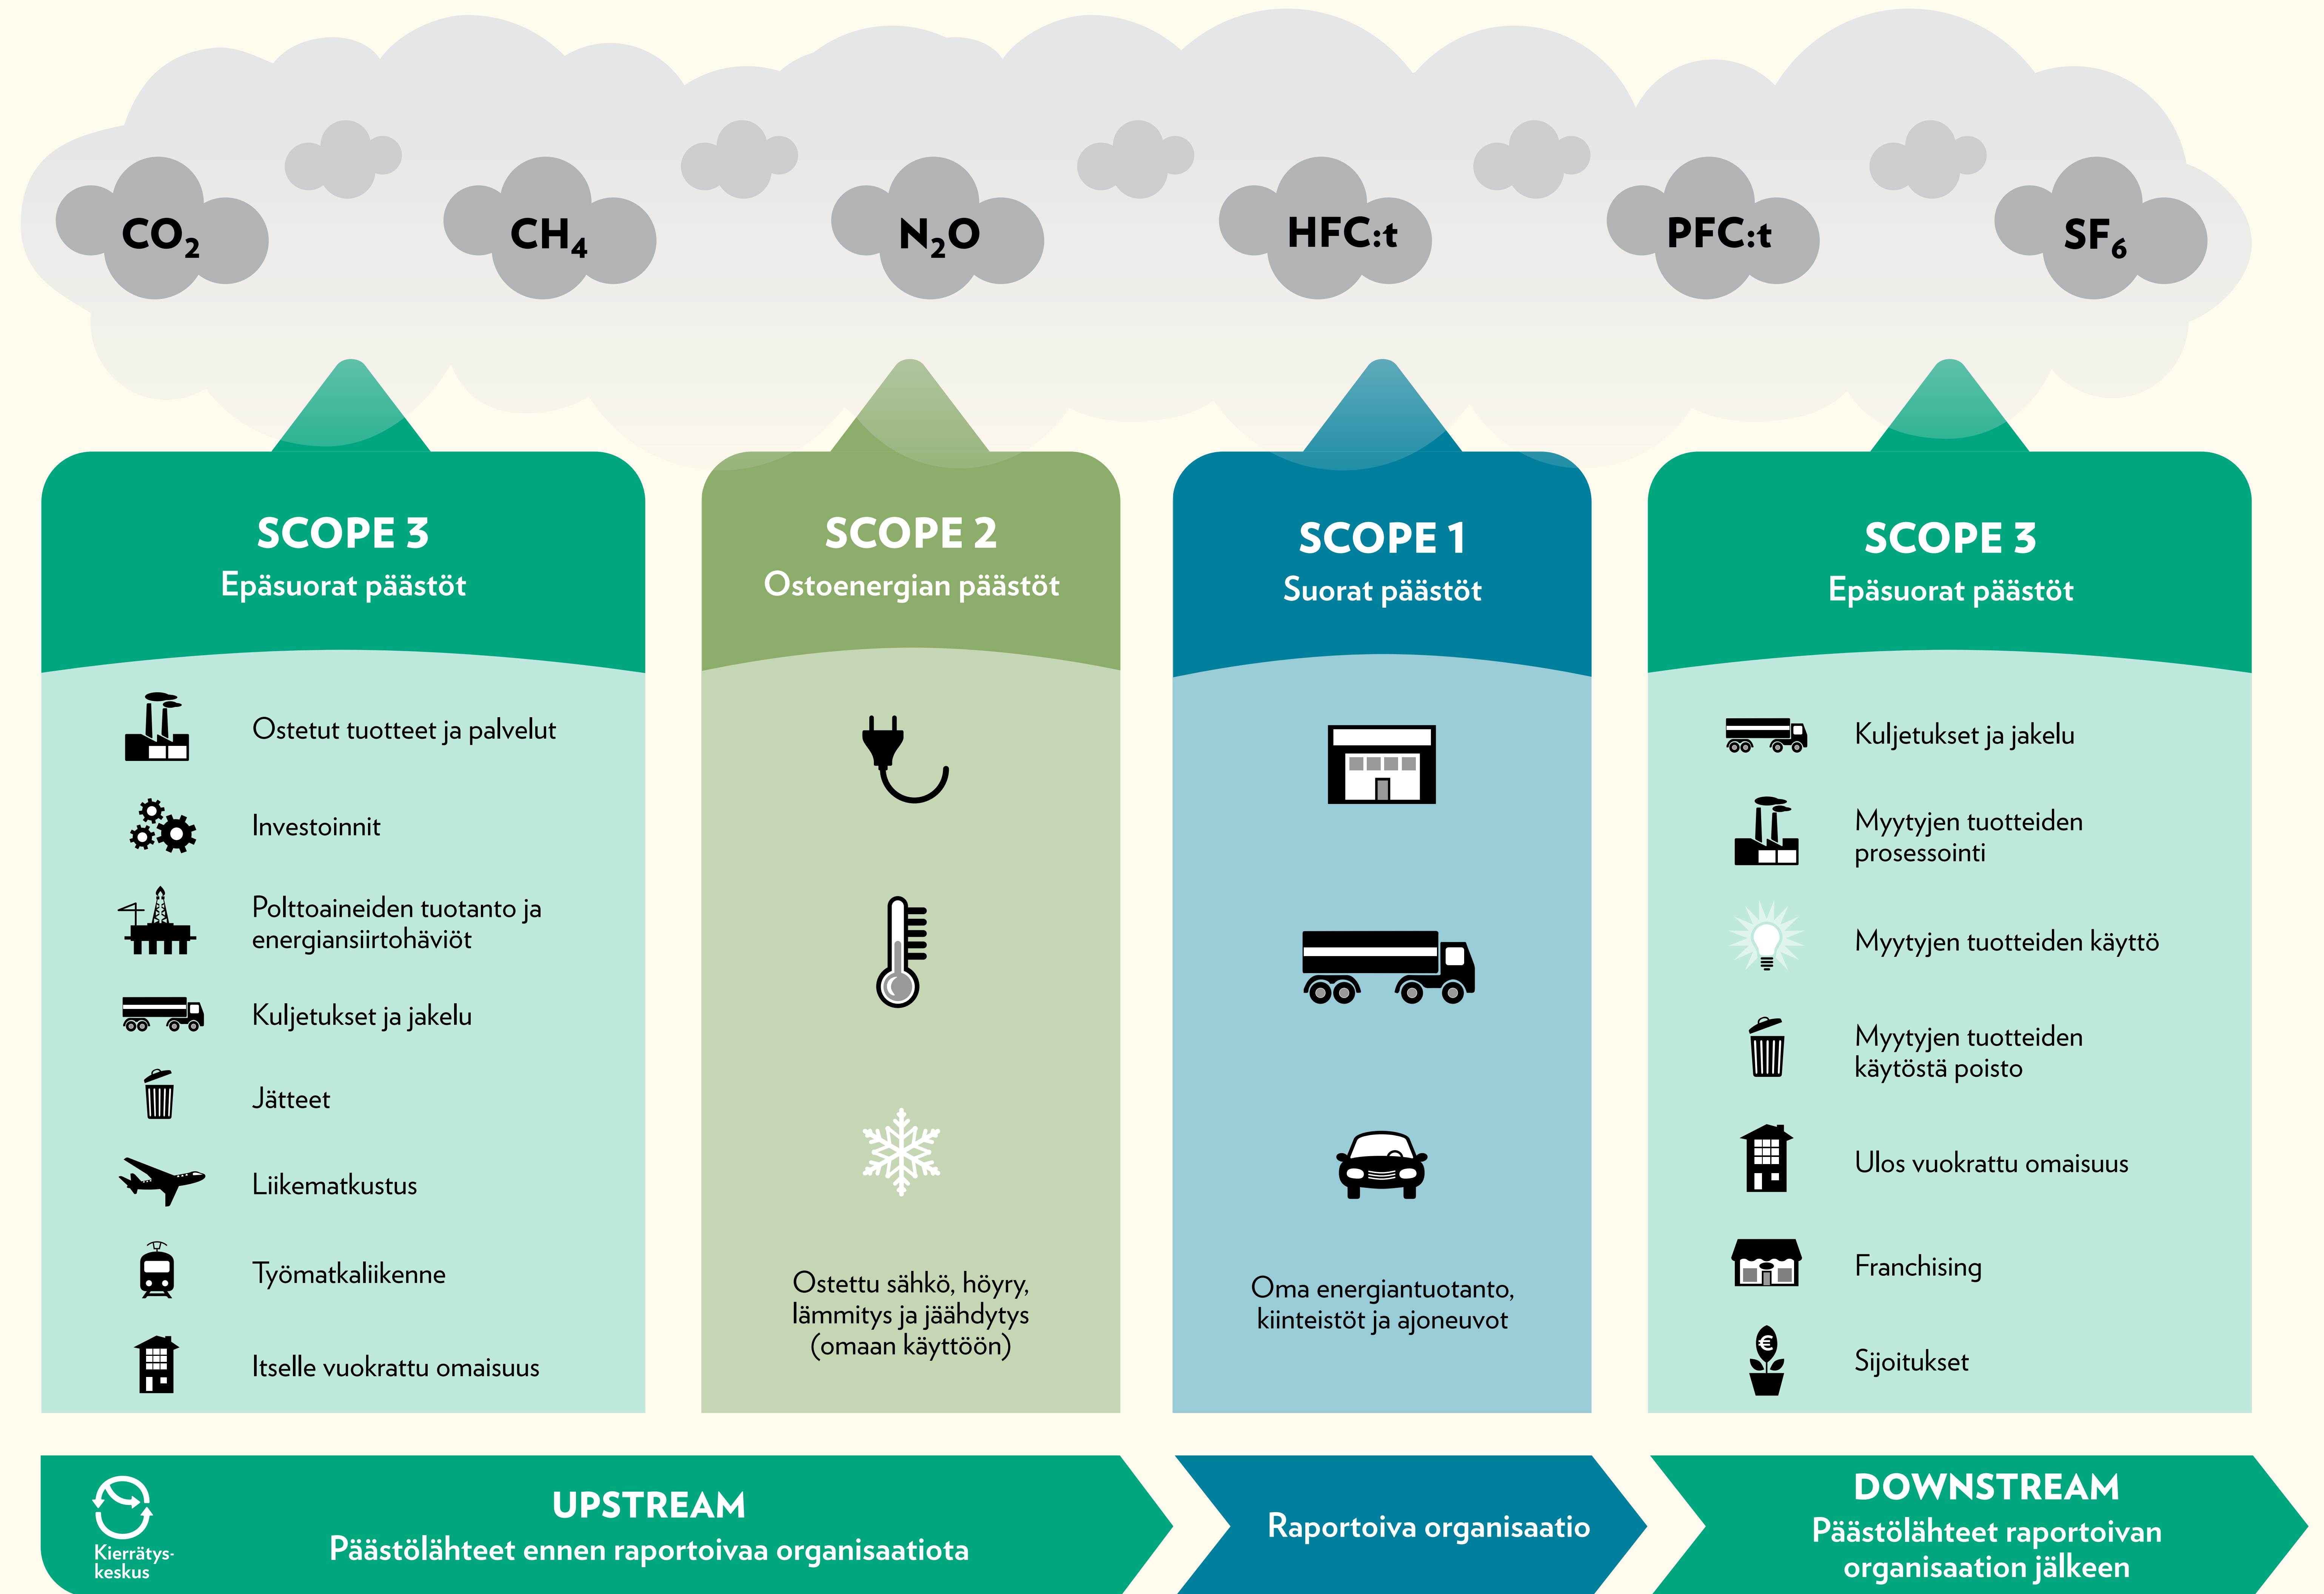 CO₂
CH₄
N₂O
HFC:t
PFC:t
SF₆
SCOPE 3
Epäsuorat päästöt
Ostetut tuotteet ja palvelut
Investoinnit
Polttoaineiden tuotanto ja
energiansiirtohäviöt
Kuljetukset ja jakelu
Jätteet
Liikematkustus
Työmatkaliikenne
Itselle vuokrattu omaisuus
SCOPE 2
Ostoenergian päästöt
Ostettu sähkö, höyry,
lämmitys ja jäähdytys
(omaan käyttöön)
SCOPE 1
Suorat päästöt
Oma energiantuotanto,
kiinteistöt ja ajoneuvot
SCOPE 3
Epäsuorat päästöt
Kuljetukset ja jakelu
Myytyjen tuotteiden
prosessointi
Myytyjen tuotteiden käyttö
Myytyjen tuotteiden
käytöstä poisto
Ulos vuokrattu omaisuus
Franchising
€
Sijoitukset
Kierrätys-
keskus
UPSTREAM
Päästölähteet ennen raportoivaa organisaatiota
Raportoiva organisaatio
DOWNSTREAM
Päästölähteet raportoivan
organisaation jälkeen